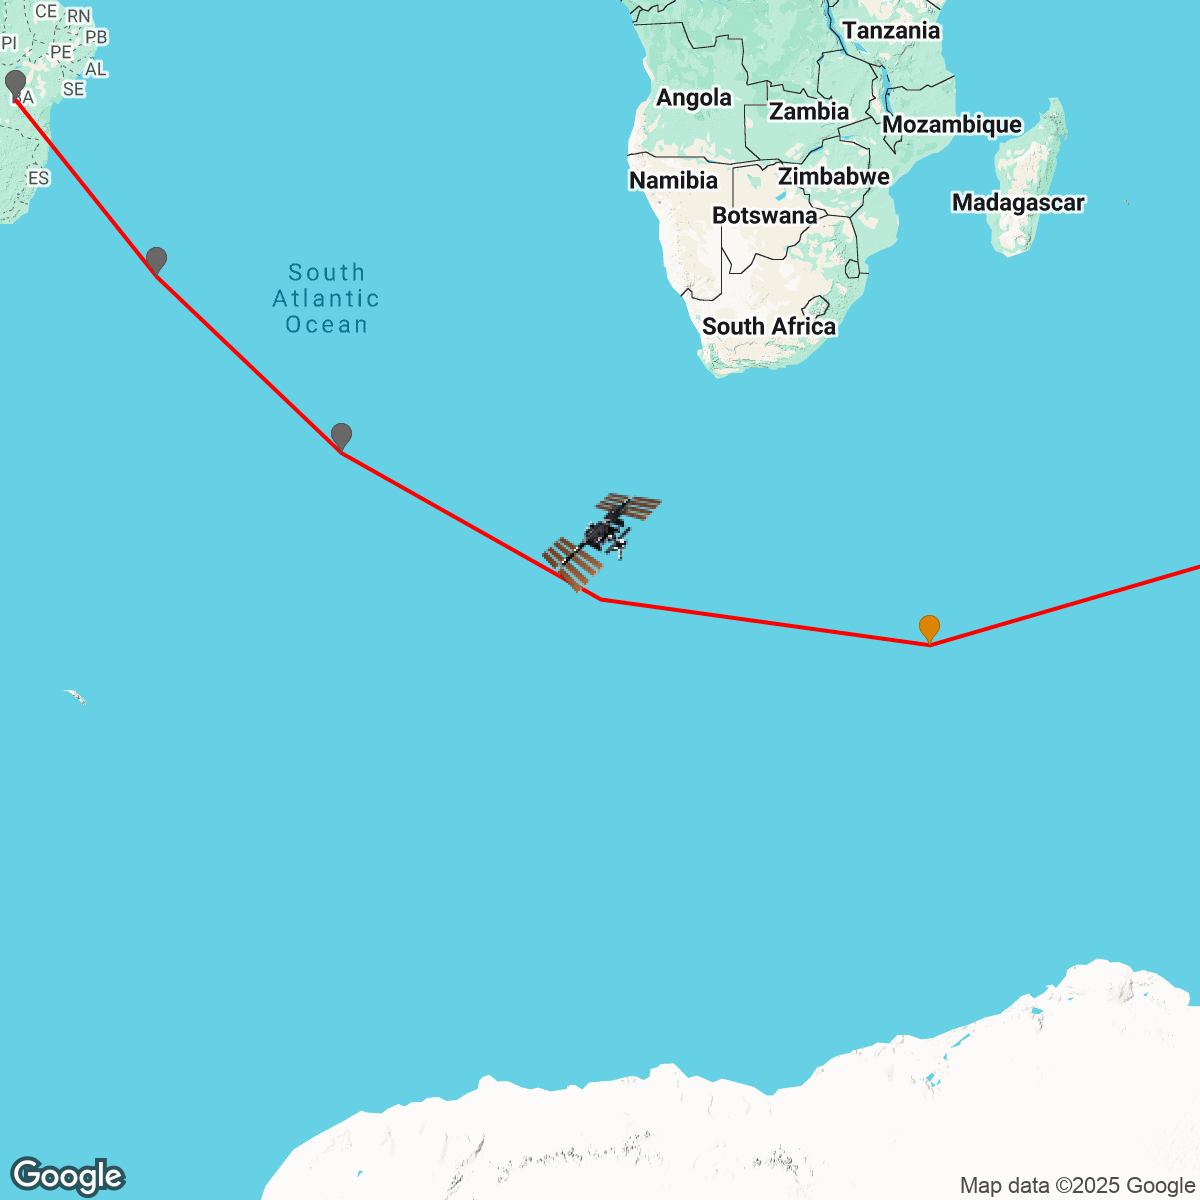 CE
RN
PI
PE
PB
AL
SE
BA
ES
South
Atlantic
Ocean
Tanzania
Angola
Zambia
Mozambique
Namibia
Zimbabwe
Botswana
Madagascar
South Africa
Google
Map data ©2025 Google